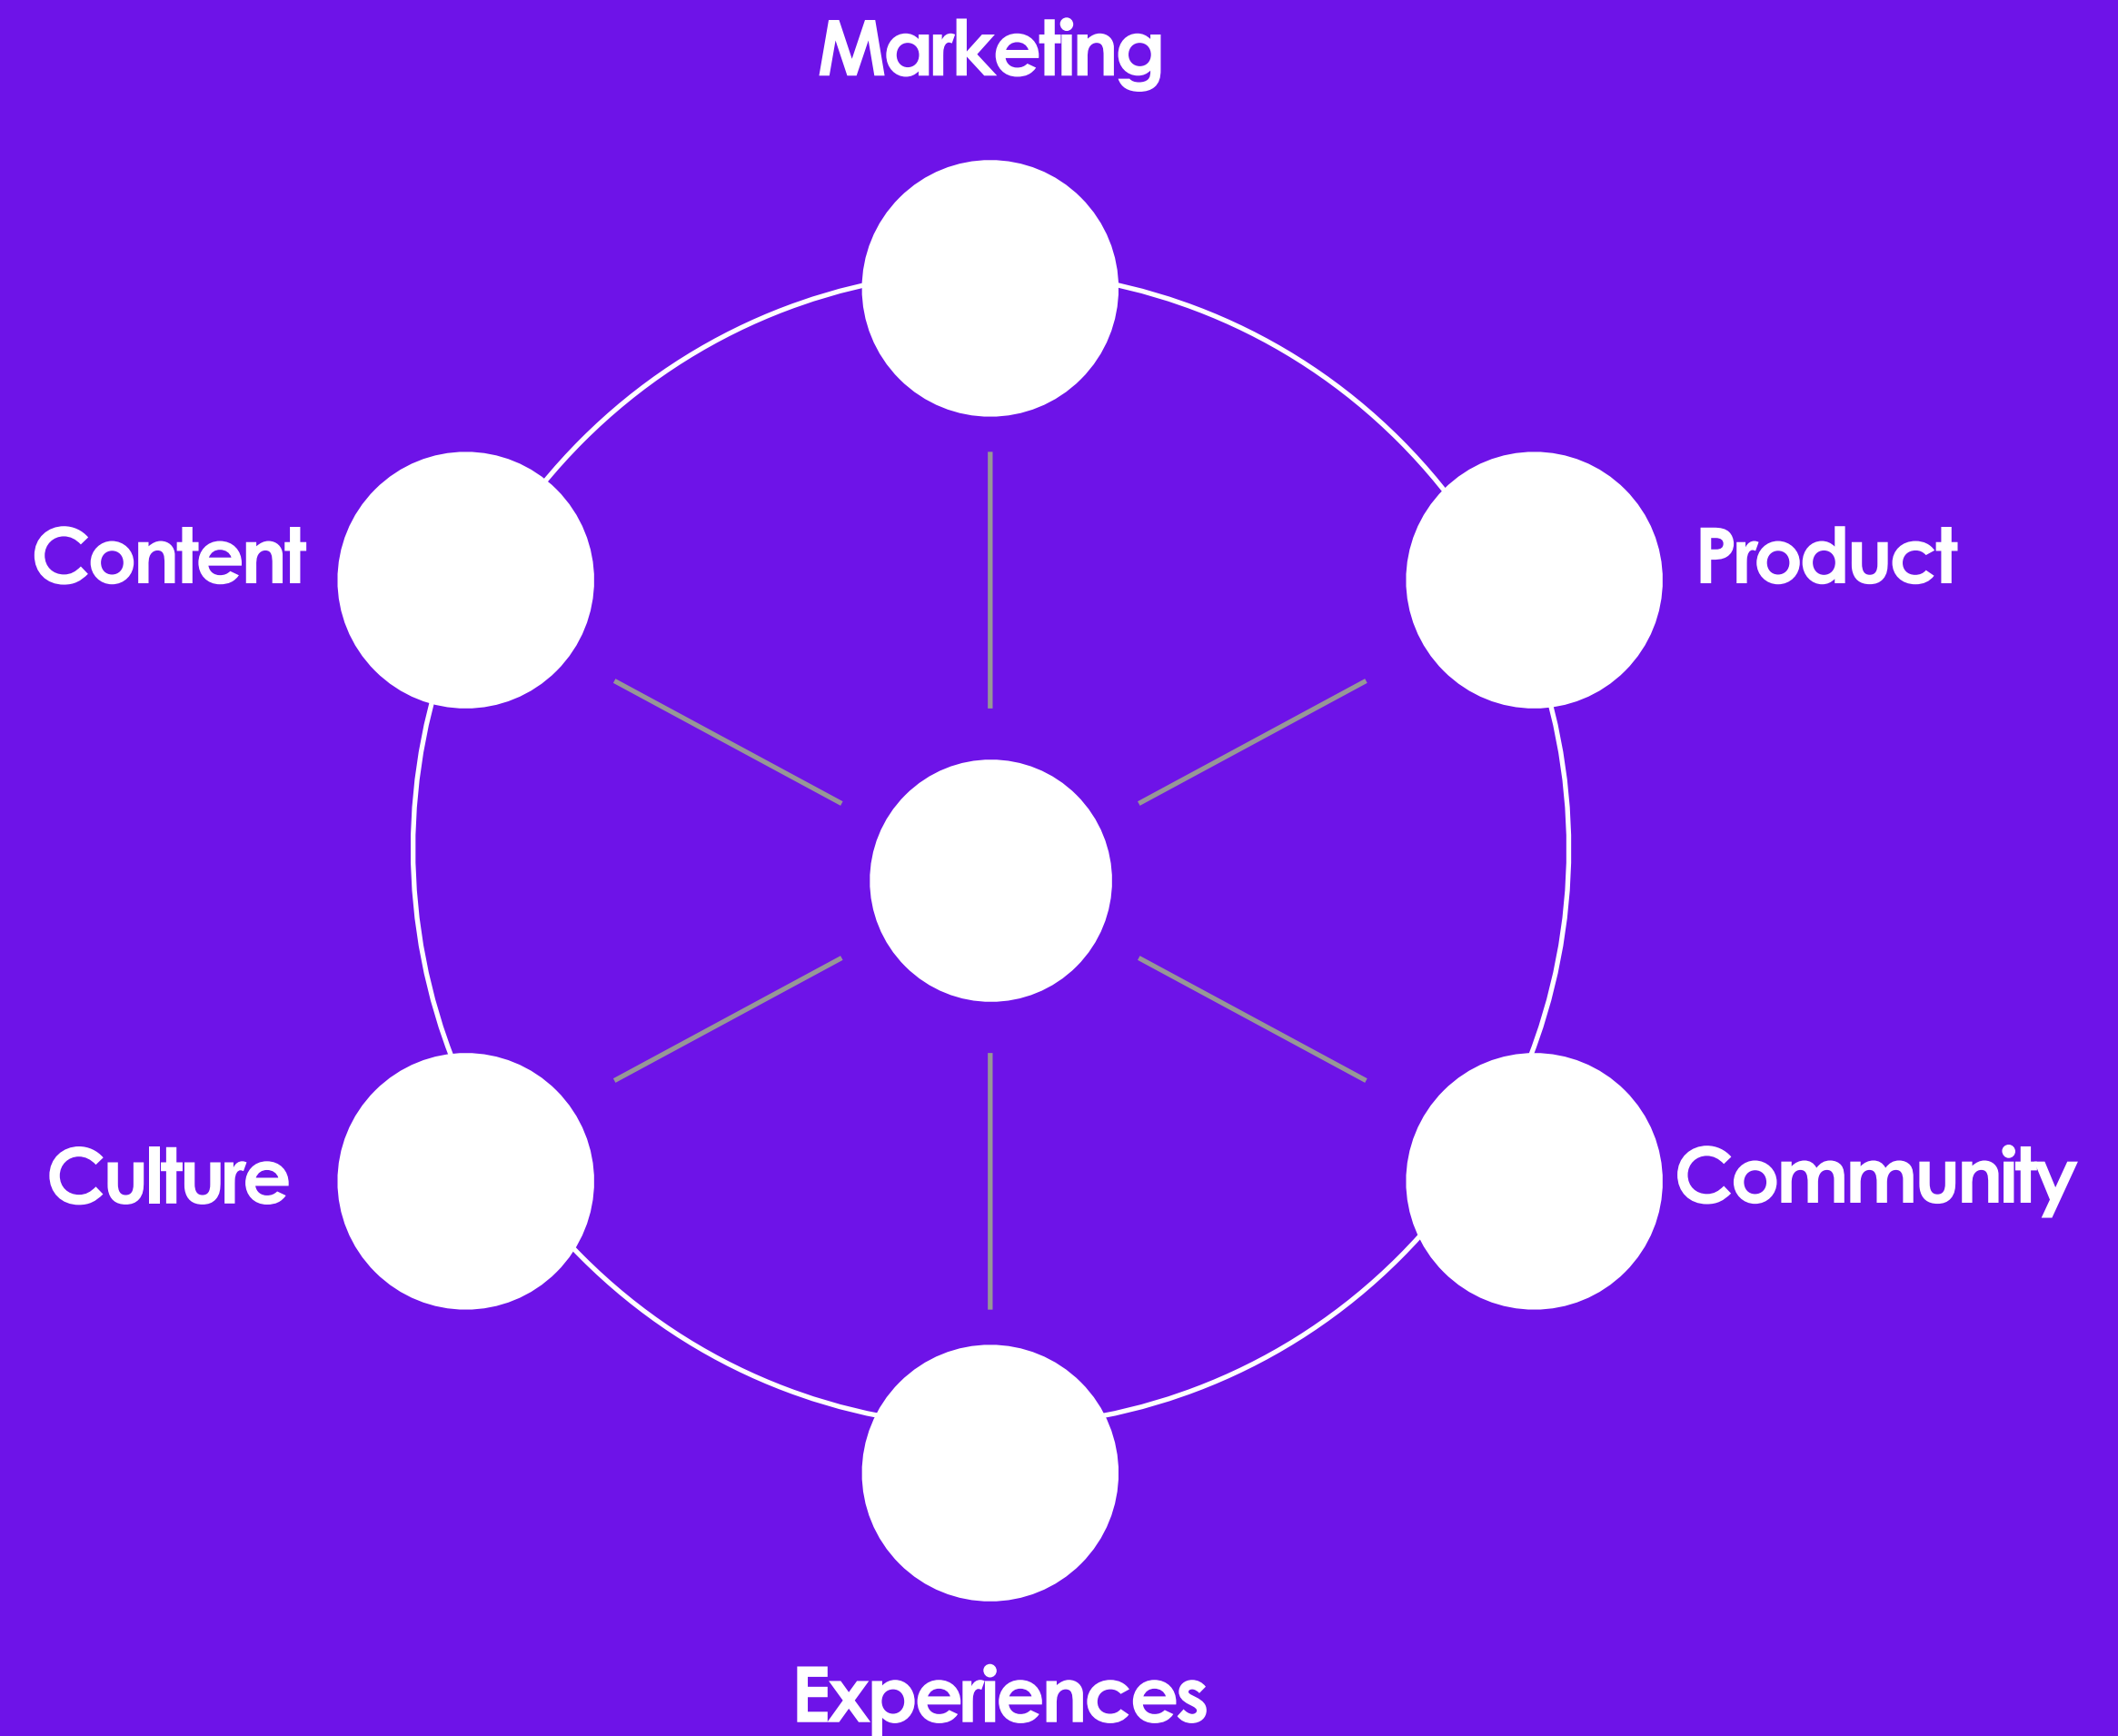 Marketing
Content
Product
Culture
Community
Experiences